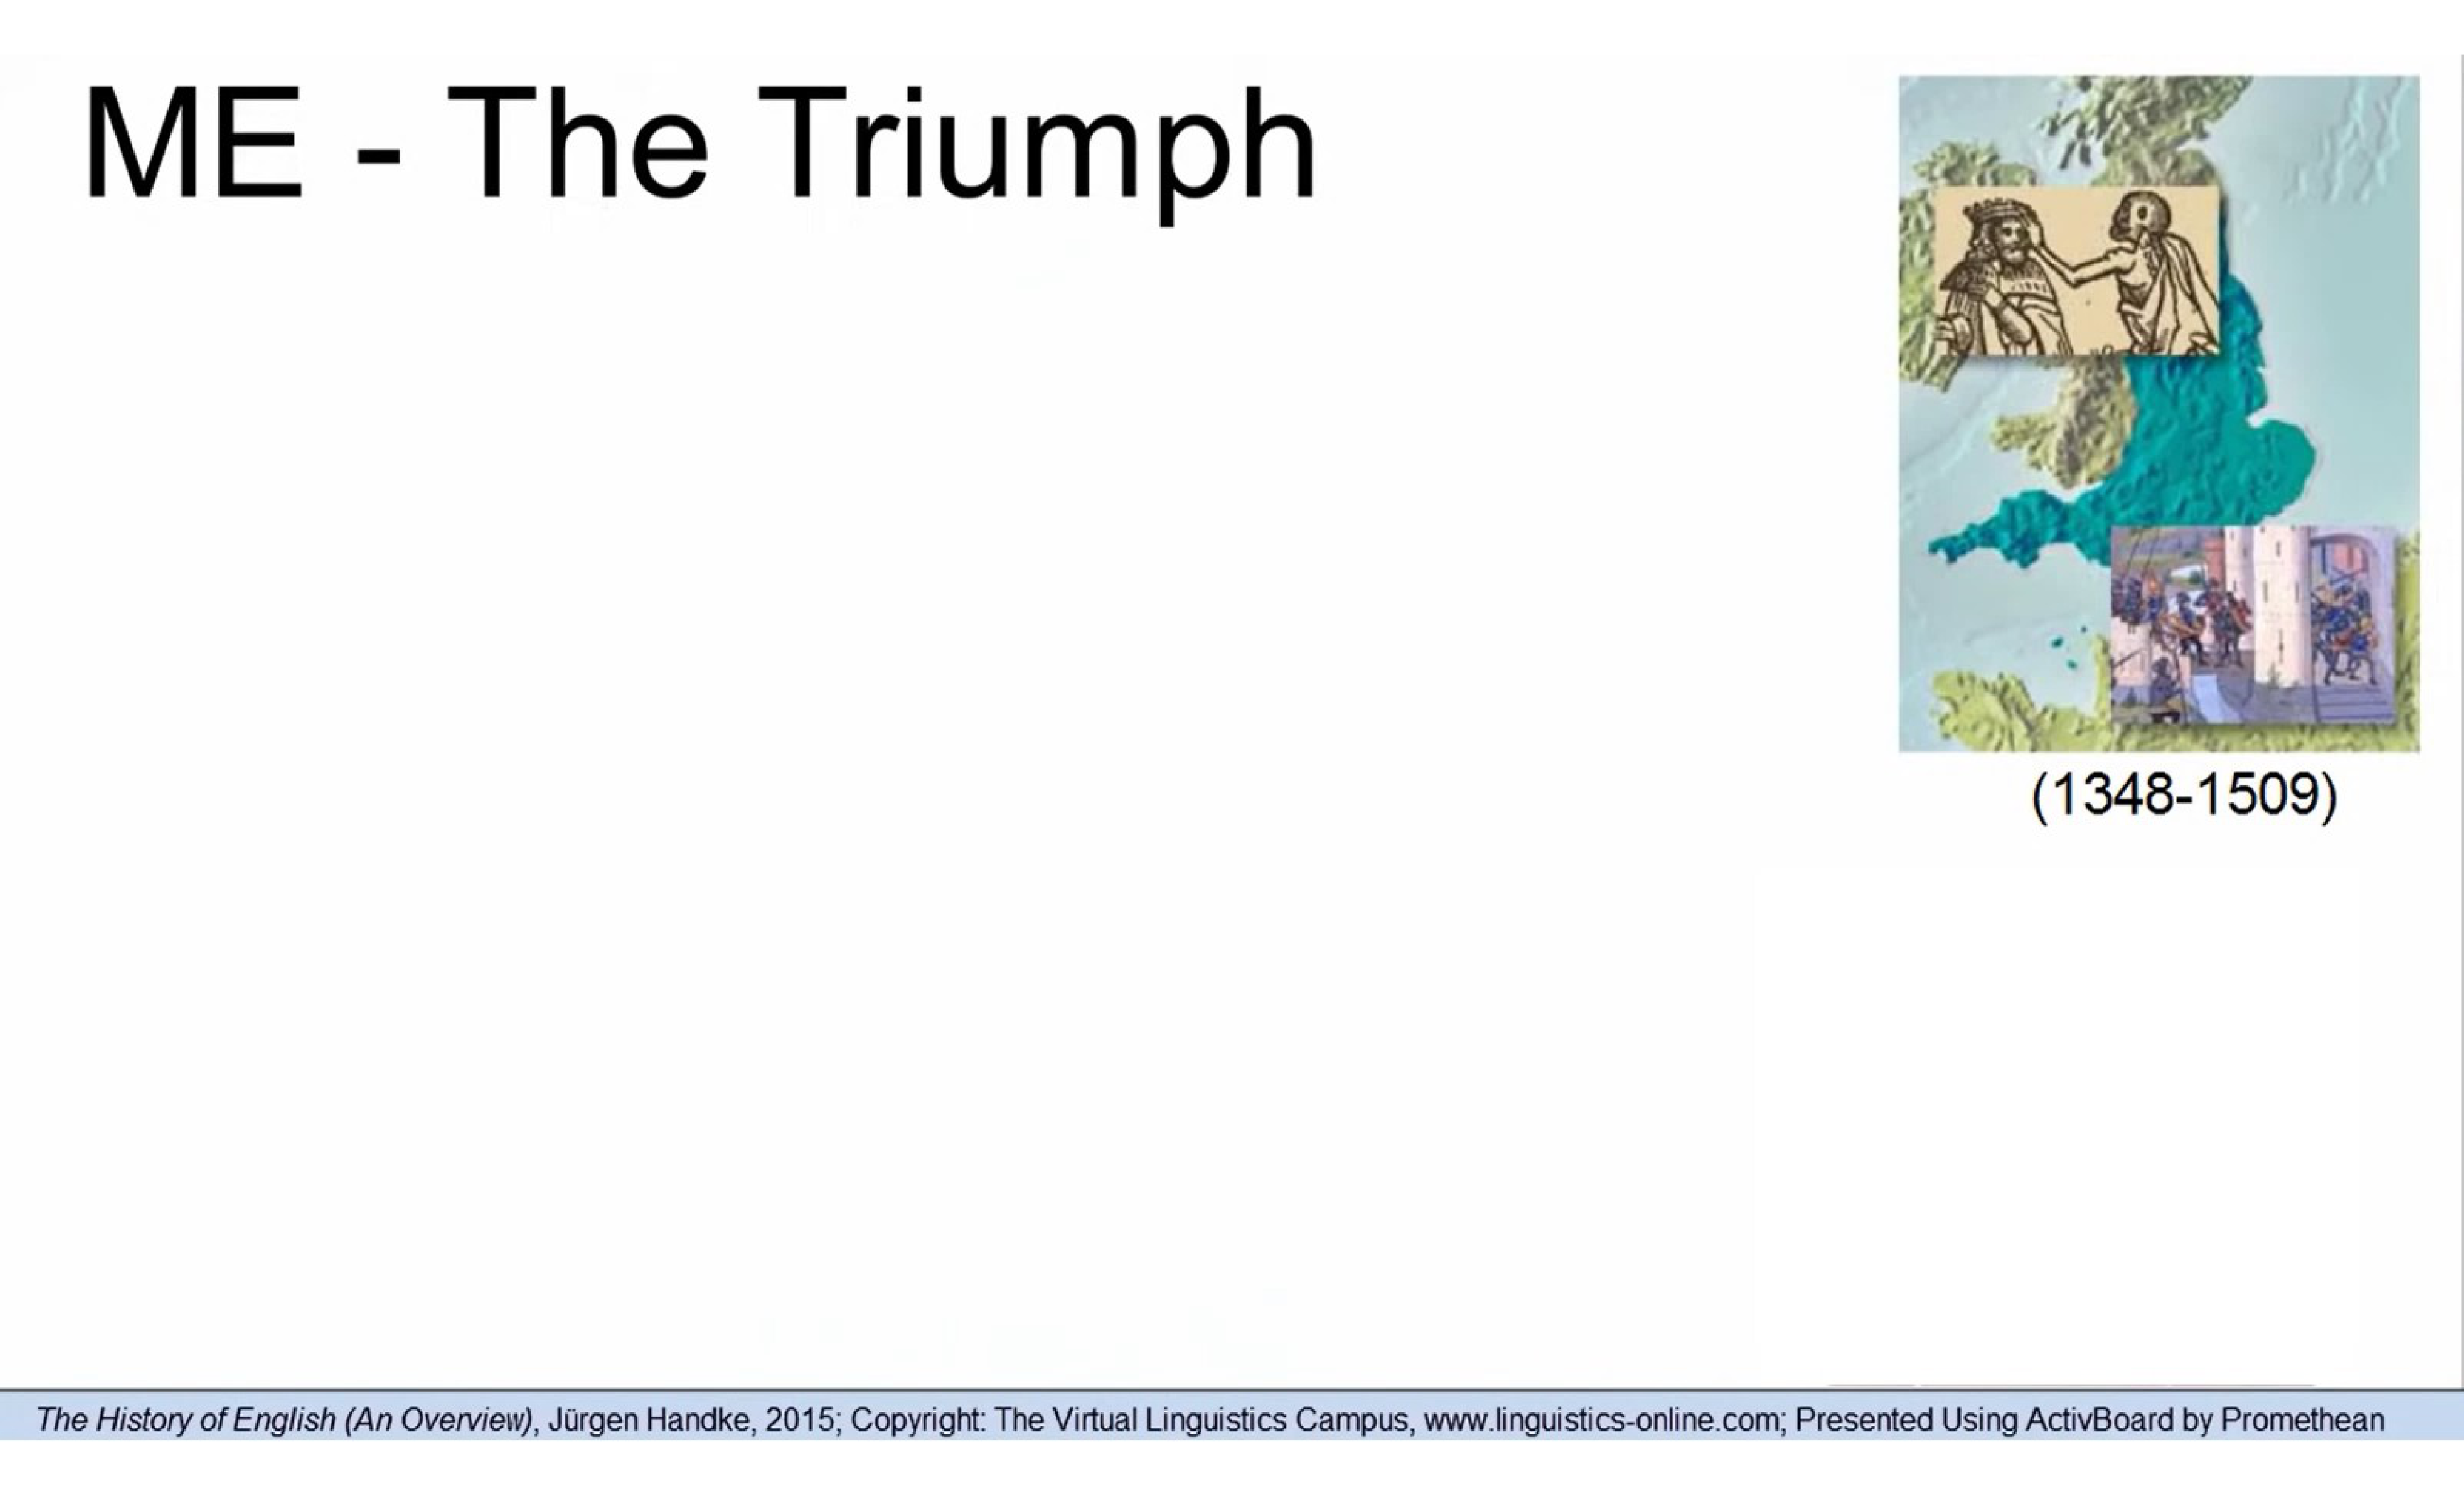 ME - The Triumph
(1348-1509)
The History of English (An Overview), Jürgen Handke, 2015; Copyright: The Virtual Linguistics Campus, www.linguistics-online.com; Presented Using ActivBoard by Promethean